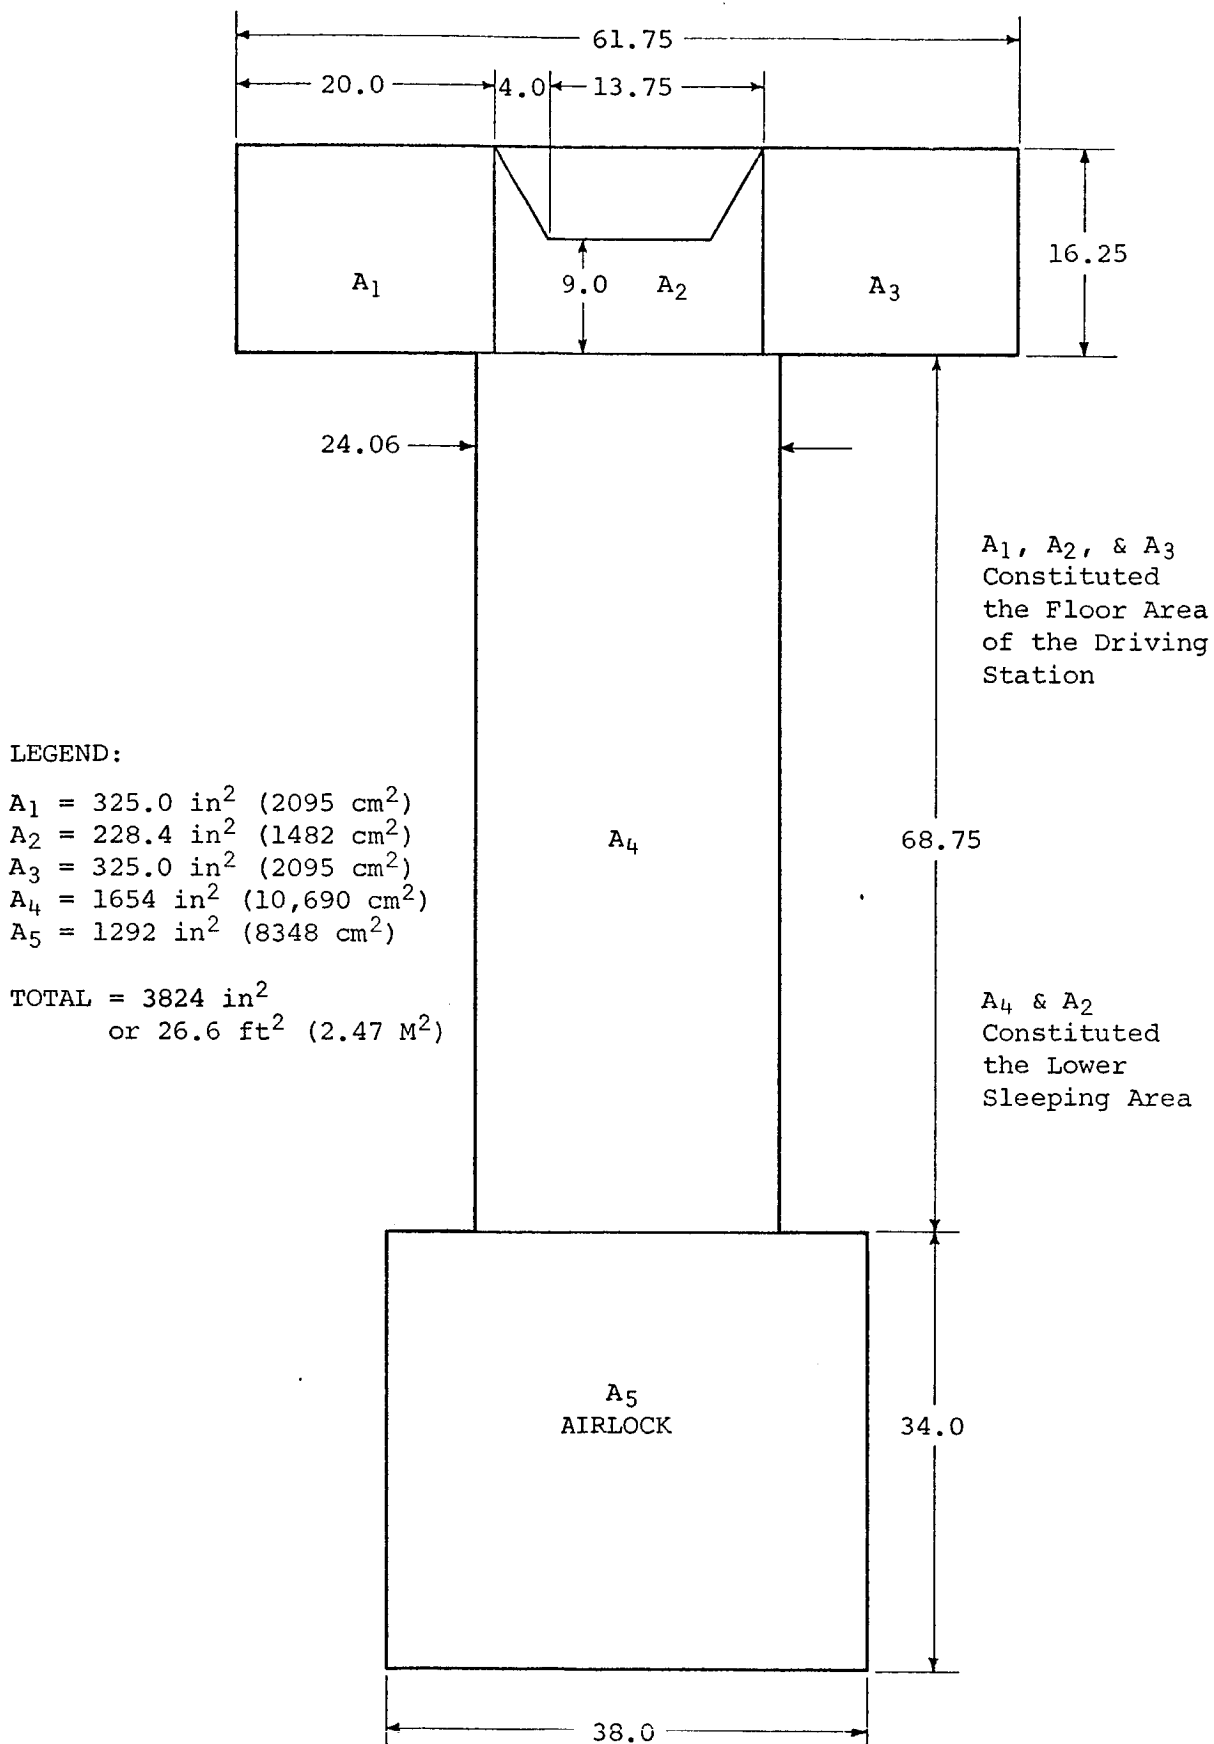 61.75
20.0 4.0 13.75
16.25
A1 9.0 A2 A3
24.06
A1, A2, & A3
Constituted
the Floor Area
of the Driving
Station
LEGEND:
A1 = 325.0 in² (2095 cm²)
A2 = 228.4 in² (1482 cm²)
A3 = 325.0 in² (2095 cm²)
A4 = 1654 in² (10,690 cm²)
A5 = 1292 in² (8348 cm²)
TOTAL = 3824 in²
or 26.6 ft² (2.47 M²)
A4
68.75
A4 & A2
Constituted
the Lower
Sleeping Area
A5
AIRLOCK
34.0
38.0